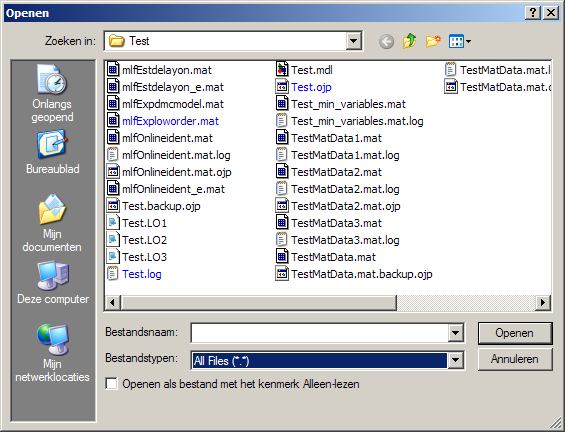 Openen
Zoeken in: Test
Onlangs geopend
Bureaublad
Mijn documenten
Deze computer
Mijn netwerklocaties
mlfEstdelayon.mat
mlfEstdelayon_e.mat
mlfExpdmcmodel.mat
mlfExploworder.mat
mlfOnlineident.mat
mlfOnlineident.mat.log
mlfOnlineident.mat.ojp
mlfOnlineident_e.mat
Test.backup.ojp
Test.LO1
Test.LO2
Test.LO3
Test.log
Test.mdl
Test.ojp
Test_min_variables.mat
Test_min_variables.mat.log
TestMatData1.mat
TestMatData1.mat.log
TestMatData2.mat
TestMatData2.mat.log
TestMatData2.mat.ojp
TestMatData3.mat
TestMatData3.mat.log
TestMatData.mat
TestMatData.mat.backup.ojp
TestMatData.mat.l
TestMatData.mat.o
Bestandsnaam:
Openen
Bestandstypen: All Files (*.*)
Annuleren
Openen als bestand met het kenmerk Alleen-lezen